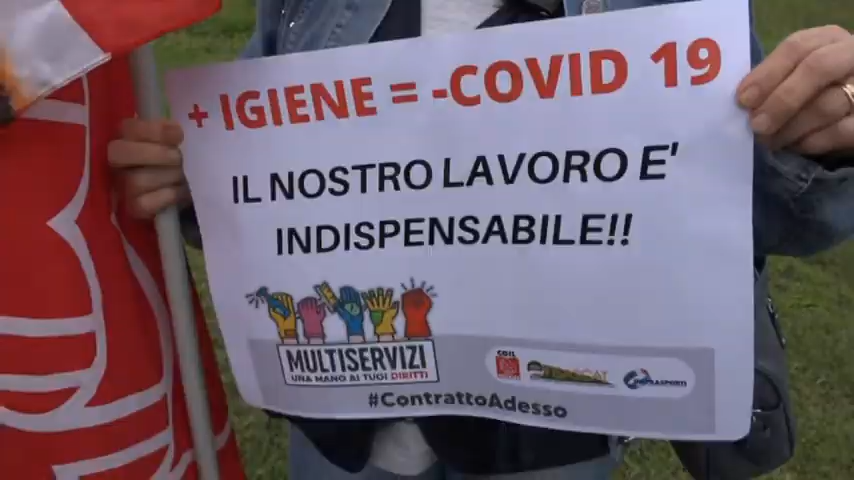 + IGIENE = -COVID 19
IL NOSTRO LAVORO E'
INDISPENSABILE!!
MULTISERVIZI
UNA MANO AI TUOI DIRITTI
CGIL
#ContrattoAdesso